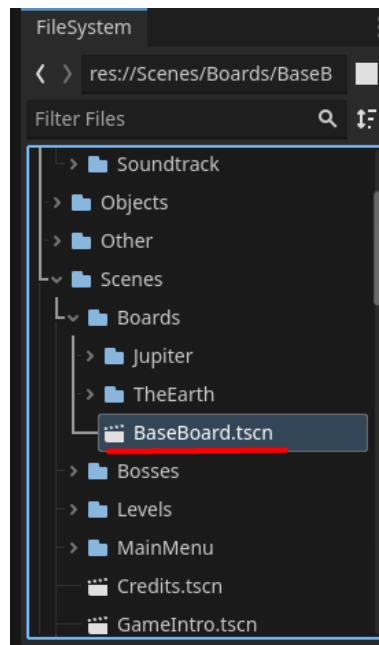 FileSystem
res://Scenes/Boards/BaseB
Filter Files
Soundtrack
Objects
Other
Scenes
Boards
Jupiter
TheEarth
BaseBoard.tscn
Bosses
Levels
MainMenu
Credits.tscn
GameIntro.tscn